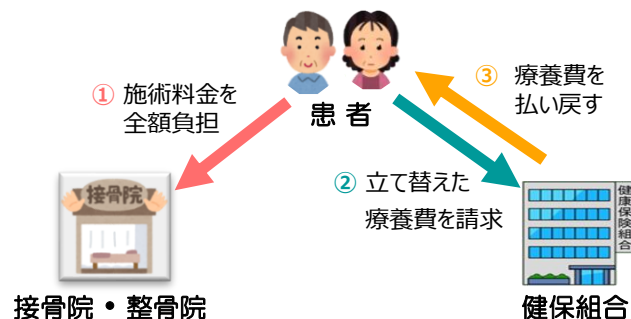 ① 施術料金を
全額負担
患者
③ 療養費を
払い戻す
② 立て替えた
療養費を請求
接骨院
健康保険組合
接骨院・整骨院
健保組合